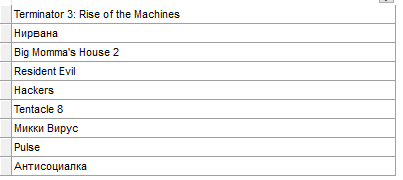 Terminator 3: Rise of the Machines
Нирвана
Big Momma's House 2
Resident Evil
Hackers
Tentacle 8
Микки Вирус
Pulse
Антисоциалка